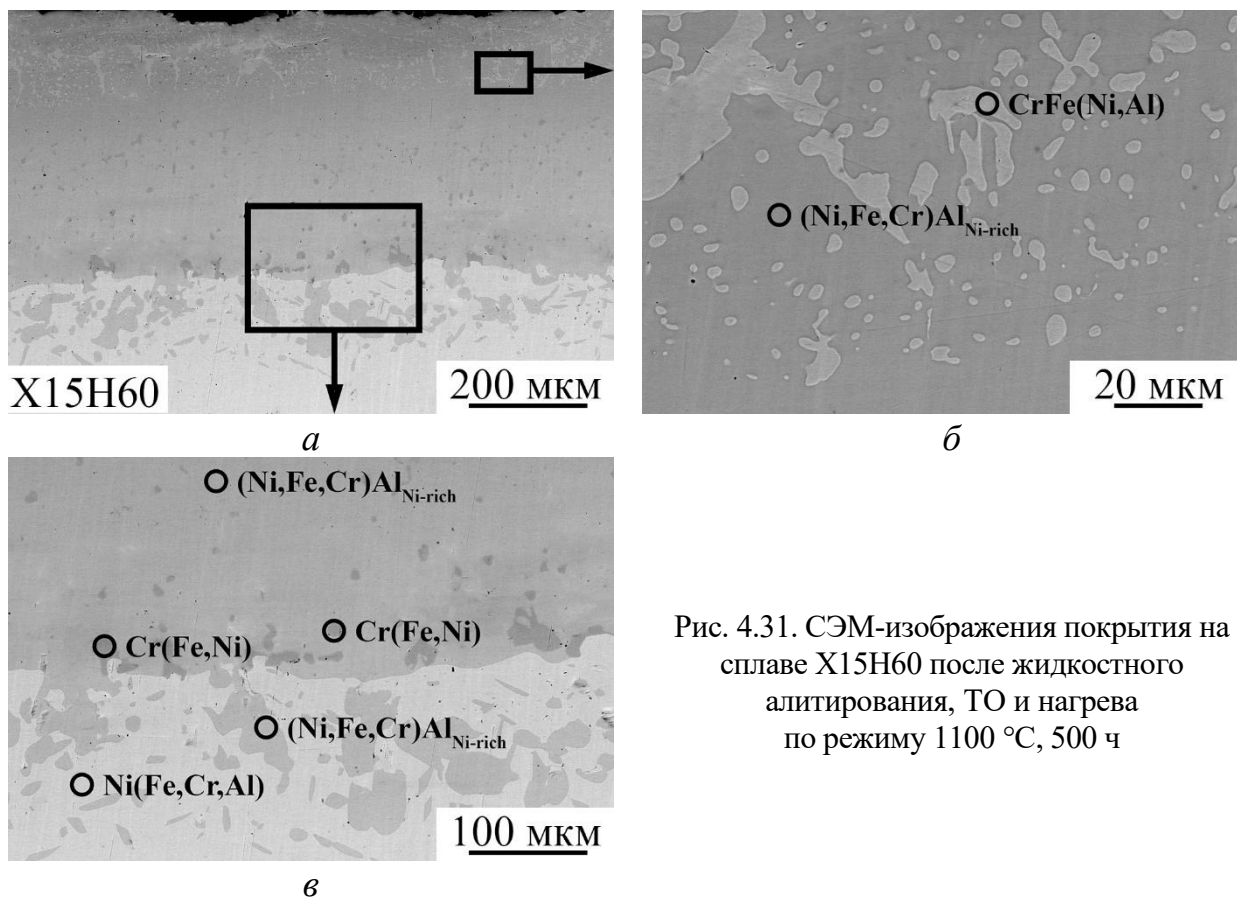 Х15Н60
200 мкм
а
CrFe(Ni,Al)
(Ni,Fe,Cr)AlNi-rich
20 мкм
б
(Ni,Fe,Cr)AlNi-rich
Cr(Fe,Ni)
Cr(Fe,Ni)
(Ni,Fe,Cr)AlNi-rich
Ni(Fe,Cr,Al)
100 мкм
в
Рис. 4.31. СЭМ-изображения покрытия на
сплаве Х15Н60 после жидкостного
алитирования, ТО и нагрева
по режиму 1100 °C, 500 ч